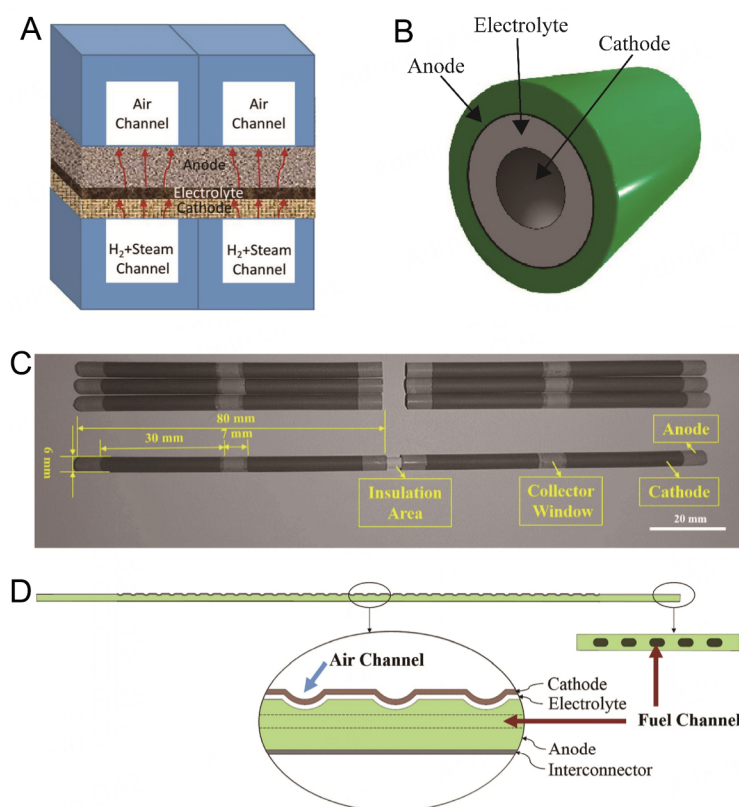 A
Air
Channel
Air
Channel
Anode
Electrolyte
Cathode
H2+Steam
Channel
H2+Steam
Channel
B
Electrolyte
Cathode
Anode
C
80 mm
30 mm
7 mm
6 mm
Insulation
Area
Collector
Window
Anode
Cathode
20 mm
D
Air Channel
Cathode
Electrolyte
Fuel Channel
Anode
Interconnector